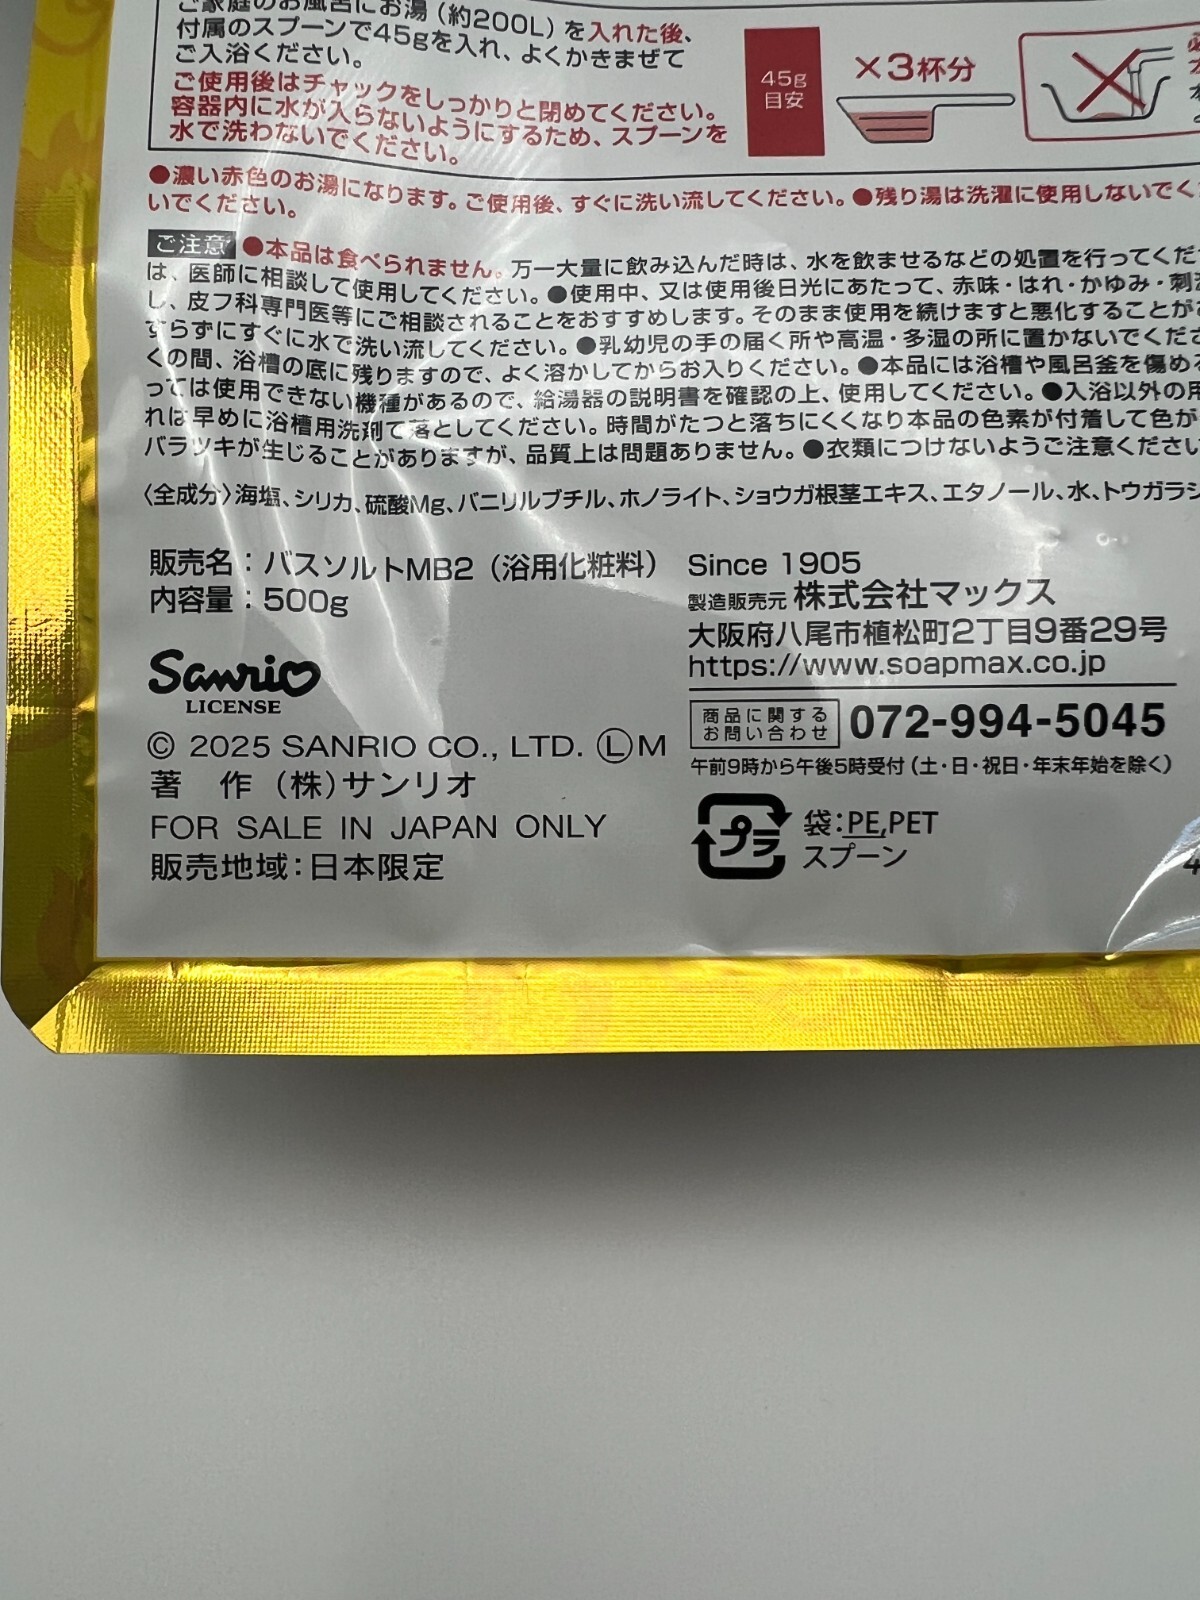 ご家庭のお風呂にお湯(約200L)を入れた後、
付属のスプーンで45gを入れ、よくかきまぜて
ご入浴ください。
ご使用後はチャックをしっかりと閉めてください。
容器内に水が入らないようにするため、スプーンを
水で洗わないでください。
45g
目安
×3杯分
●濃い赤色のお湯になります。ご使用後、すぐに洗い流してください。●残り湯は洗濯に使用しないでく
いでください。
ご注意 ●本品は食べられません。万一大量に飲み込んだ時は、水を飲ませるなどの処置を行ってくだ
は、医師に相談して使用してください。●使用中、又は使用後日光にあたって、赤味・はれ・かゆみ・刺
し、皮フ科専門医等にご相談されることをおすすめします。そのまま使用を続けますと悪化することが
すらずにすぐに水で洗い流してください。●乳幼児の手の届く所や高温・多湿の所に置かないでくだ
くの間、浴槽の底に残りますので、よく溶かしてからお入りください。●本品には浴槽や風呂釜を傷め
っては使用できない機種があるので、給湯器の説明書を確認の上、使用してください。●入浴以外の用
れは早めに浴槽用洗剤で落としてください。時間がたつと落ちにくくなり本品の色素が付着して色が
バラツキが生じることがありますが、品質上は問題ありません。●衣類につけないようご注意ください
〈全成分〉海塩、シリカ、硫酸Mg、バニリルブチル、ホノライト、ショウガ根茎エキス、エタノール、水、トウガラシ
販売名：バスソルトMB2（浴用化粧料）
内容量：500g
Sanrio
LICENSE
© 2025 SANRIO CO., LTD. ⓁM
著 作 (株)サンリオ
FOR SALE IN JAPAN ONLY
販売地域：日本限定
Since 1905
製造販売元 株式会社マックス
大阪府八尾市植松町2丁目9番29号
https://www.soapmax.co.jp
商品に関する
お問い合わせ
072-994-5045
午前9時から午後5時受付（土・日・祝日・年末年始を除く）
プラ
袋：PE,PET
スプーン